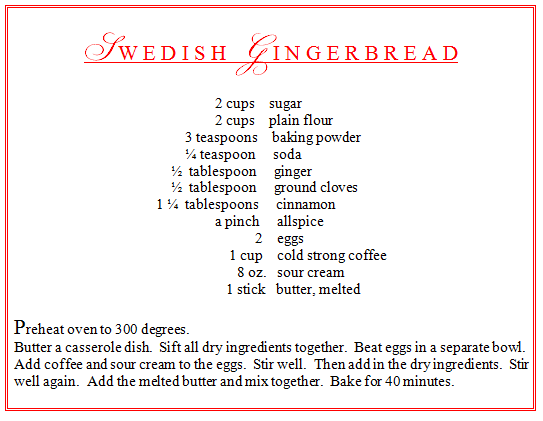 Swedish Gingerbread
2 cups sugar
2 cups plain flour
3 teaspoons baking powder
¼ teaspoon soda
½ tablespoon ginger
½ tablespoon ground cloves
1 ¼ tablespoons cinnamon
a pinch allspice
2 eggs
1 cup cold strong coffee
8 oz. sour cream
1 stick butter, melted
Preheat oven to 300 degrees.
Butter a casserole dish. Sift all dry ingredients together. Beat eggs in a separate bowl.
Add coffee and sour cream to the eggs. Stir well. Then add in the dry ingredients. Stir
well again. Add the melted butter and mix together. Bake for 40 minutes.